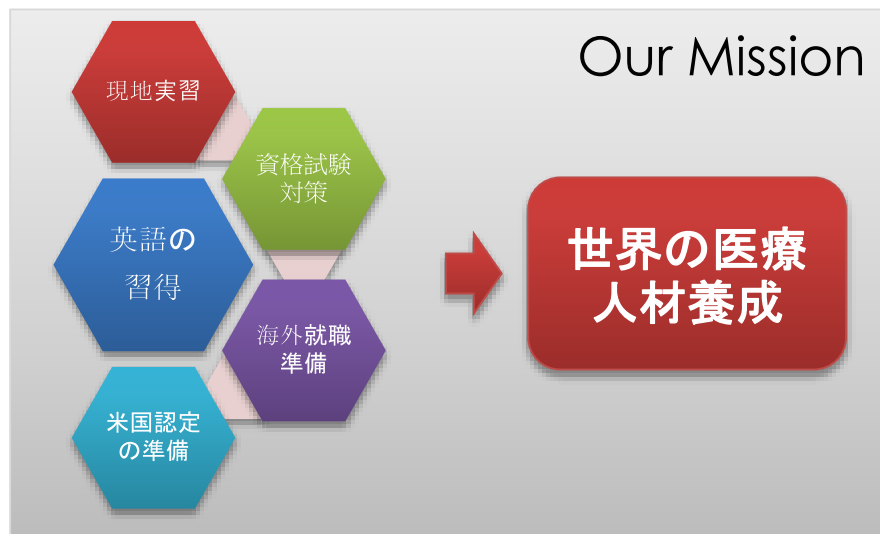 Our Mission
現地実習
資格試験
対策
英語の
習得
海外就職
準備
米国認定
の準備
世界の医療
人材養成